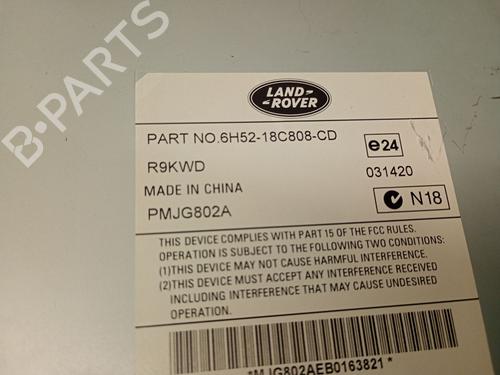 B-PARTS
LAND
-ROVER
PART NO.6H52-18C808-CD
e24
R9KWD
031420
MADE IN CHINA
N18
PMJG802A
THIS DEVICE COMPLIES WITH PART 15 OF THE FCC RULES.
OPERATION IS SUBJECT TO THE FOLLOWING TWO CONDITIONS:
(1)THIS DEVICE MAY NOT CAUSE HARMFUL INTERFERENCE.
(2)THIS DEVICE MUST ACCEPT ANY INTERFERENCE RECEIVED
INCLUDING INTERFERENCE THAT MAY CAUSE UNDESIRED
OPERATION.
*MJG802AEB0163821*